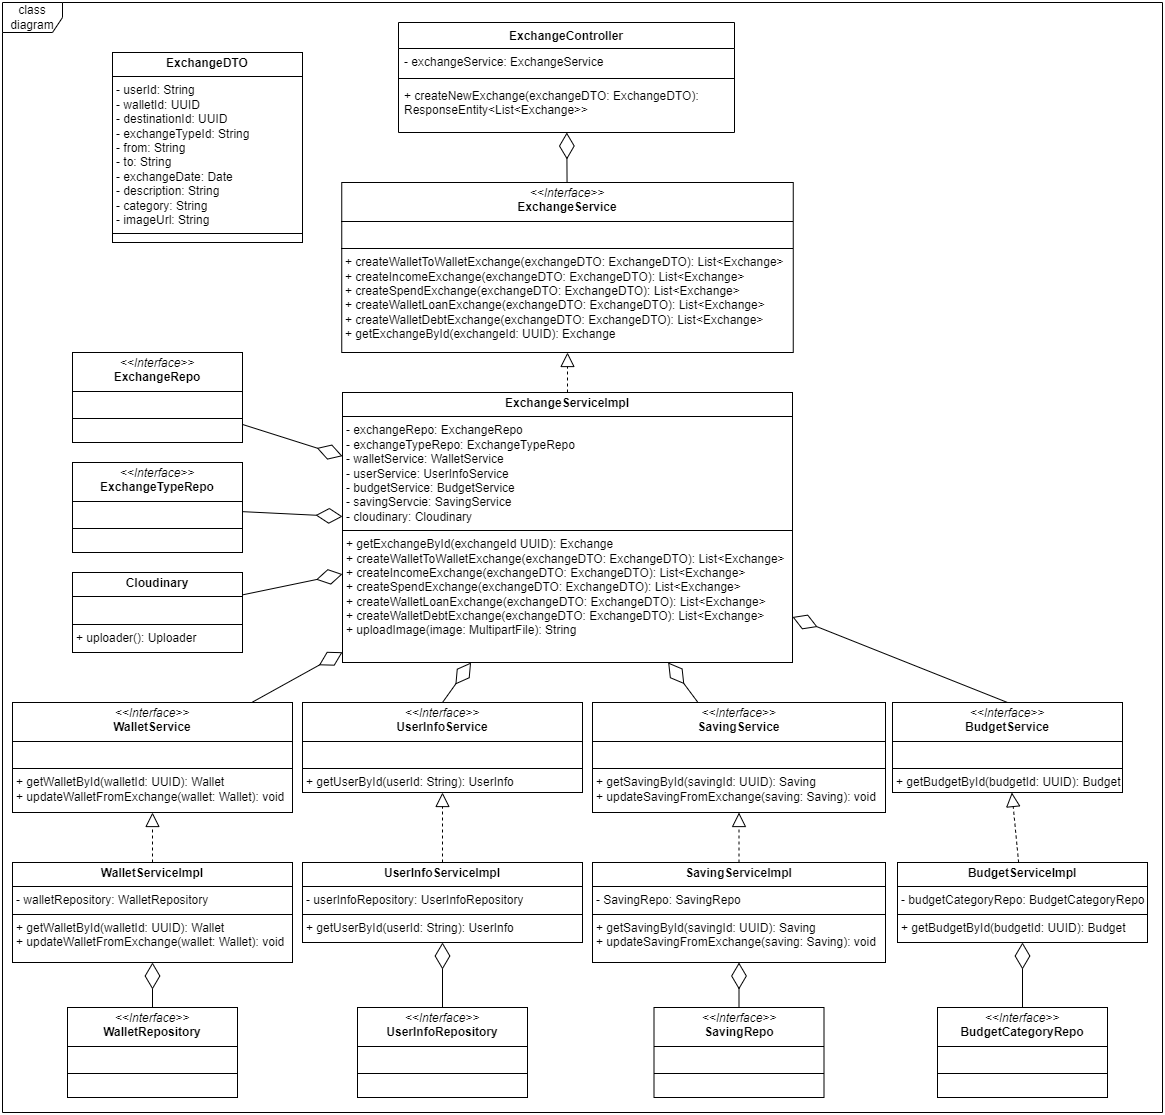 class
diagram
ExchangeController
- exchangeService: ExchangeService
+ createNewExchange(exchangeDTO: ExchangeDTO):
ResponseEntity<List<Exchange>>
ExchangeDTO
- userId: String
- walletId: UUID
- destinationId: UUID
- exchangeTypeId: String
- from: String
- to: String
- exchangeDate: Date
- description: String
- category: String
- imageUrl: String
<<Interface>>
ExchangeService
+ createWalletToWalletExchange(exchangeDTO: ExchangeDTO): List<Exchange>
+ createIncomeExchange(exchangeDTO: ExchangeDTO): List<Exchange>
+ createSpendExchange(exchangeDTO: ExchangeDTO): List<Exchange>
+ createWalletLoanExchange(exchangeDTO: ExchangeDTO): List<Exchange>
+ createWalletDebtExchange(exchangeDTO: ExchangeDTO): List<Exchange>
+ getExchangeById(exchangeId: UUID): Exchange
<<Interface>>
ExchangeRepo
<<Interface>>
ExchangeTypeRepo
Cloudinary
+ uploader(): Uploader
ExchangeServiceImpl
- exchangeRepo: ExchangeRepo
- exchangeTypeRepo: ExchangeTypeRepo
- walletService: WalletService
- userService: UserInfoService
- budgetService: BudgetService
- savingServcie: SavingService
- cloudinary: Cloudinary
+ getExchangeById(exchangeId UUID): Exchange
+ createWalletToWalletExchange(exchangeDTO: ExchangeDTO): List<Exchange>
+ createIncomeExchange(exchangeDTO: ExchangeDTO): List<Exchange>
+ createSpendExchange(exchangeDTO: ExchangeDTO): List<Exchange>
+ createWalletLoanExchange(exchangeDTO: ExchangeDTO): List<Exchange>
+ createWalletDebtExchange(exchangeDTO: ExchangeDTO): List<Exchange>
+ uploadImage(image: MultipartFile): String
<<Interface>>
WalletService
+ getWalletById(walletId: UUID): Wallet
+ updateWalletFromExchange(wallet: Wallet): void
<<Interface>>
UserInfoService
+ getUserById(userId: String): UserInfo
<<Interface>>
SavingService
+ getSavingById(savingId: UUID): Saving
+ updateSavingFromExchange(saving: Saving): void
<<Interface>>
BudgetService
+ getBudgetById(budgetId: UUID): Budget
WalletServiceImpl
- walletRepository: WalletRepository
+ getWalletById(walletId: UUID): Wallet
+ updateWalletFromExchange(wallet: Wallet): void
UserInfoServiceImpl
- userInfoRepository: UserInfoRepository
+ getUserById(userId: String): UserInfo
SavingServiceImpl
- SavingRepo: SavingRepo
+ getSavingById(savingId: UUID): Saving
+ updateSavingFromExchange(saving: Saving): void
BudgetServiceImpl
- budgetCategoryRepo: BudgetCategoryRepo
+ getBudgetById(budgetId: UUID): Budget
<<Interface>>
WalletRepository
<<Interface>>
UserInfoRepository
<<Interface>>
SavingRepo
<<Interface>>
BudgetCategoryRepo